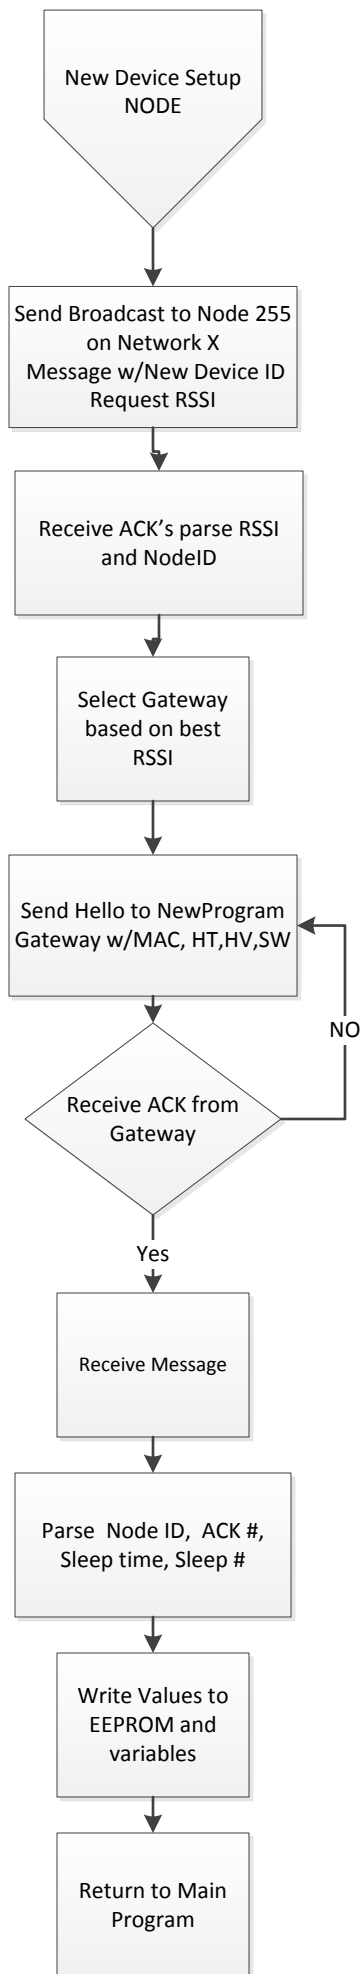 New Device Setup
NODE
Send Broadcast to Node 255
on Network X
Message w/New Device ID
Request RSSI
Receive ACK's parse RSSI
and NodeID
Select Gateway
based on best
RSSI
Send Hello to NewProgram
Gateway w/MAC, HT,HV,SW
NO
Receive ACK from
Gateway
Yes
Receive Message
Parse  Node ID,  ACK #,
Sleep time, Sleep #
Write Values to
EEPROM and
variables
Return to Main
Program